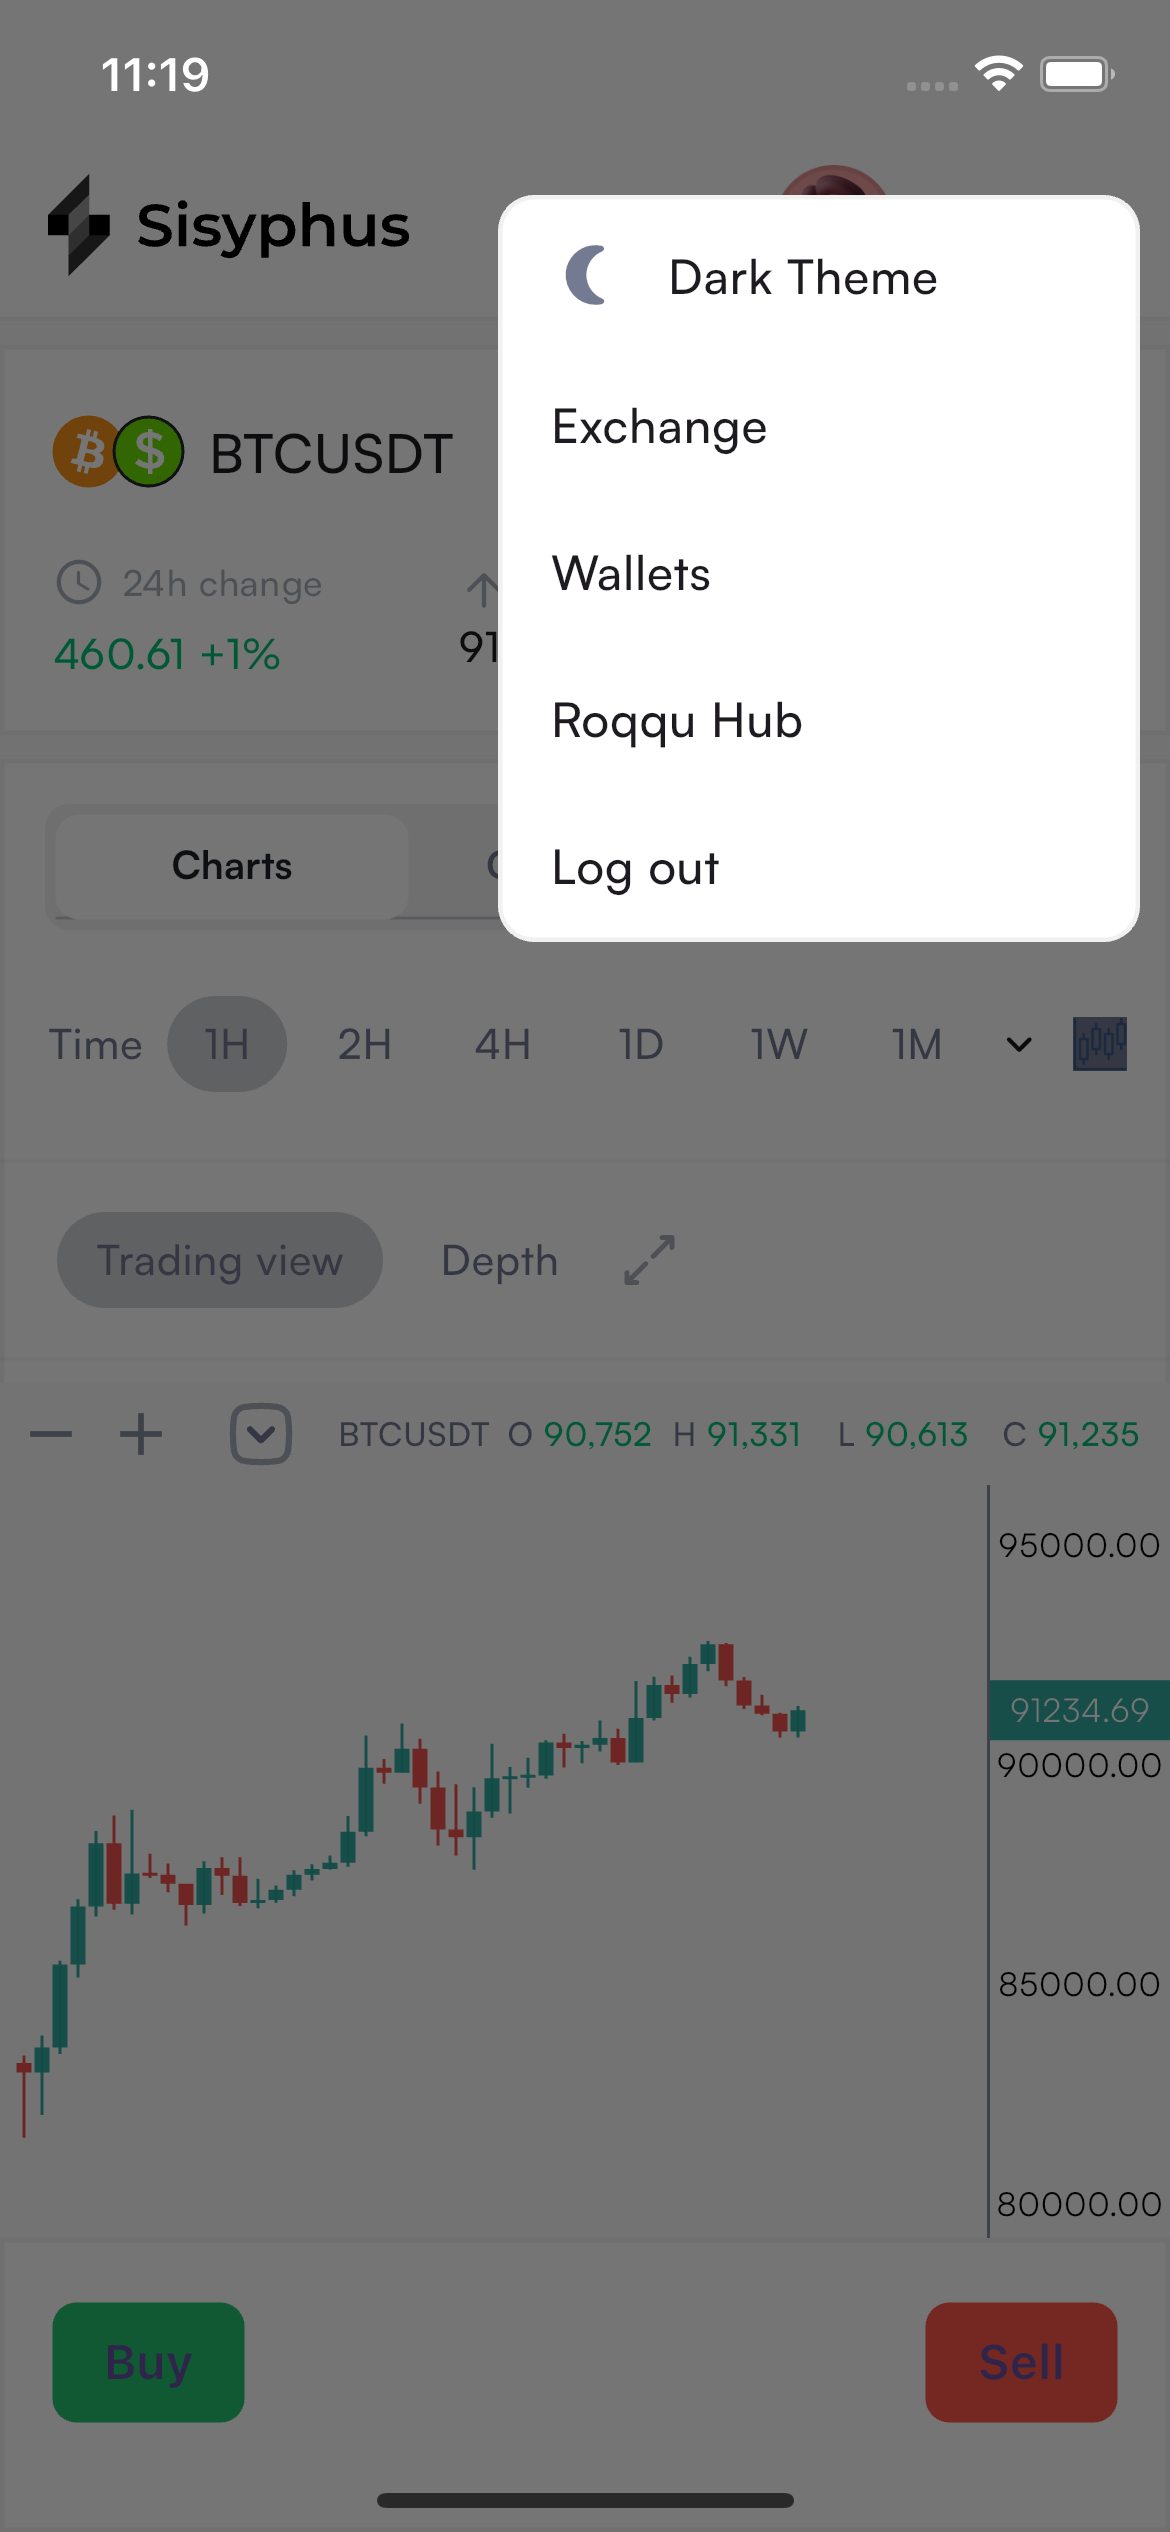 11:19
Sisyphus
Dark Theme
Exchange
Wallets
Roqqu Hub
Log out
BTCUSDT
24h change
460.61 +1%
91
Charts
Time 1H 2H 4H 1D 1W 1M
Trading view Depth
BTCUSDT O 90,752 H 91,331 L 90,613 C 91,235
95000.00
91234.69
90000.00
85000.00
80000.00
Buy Sell